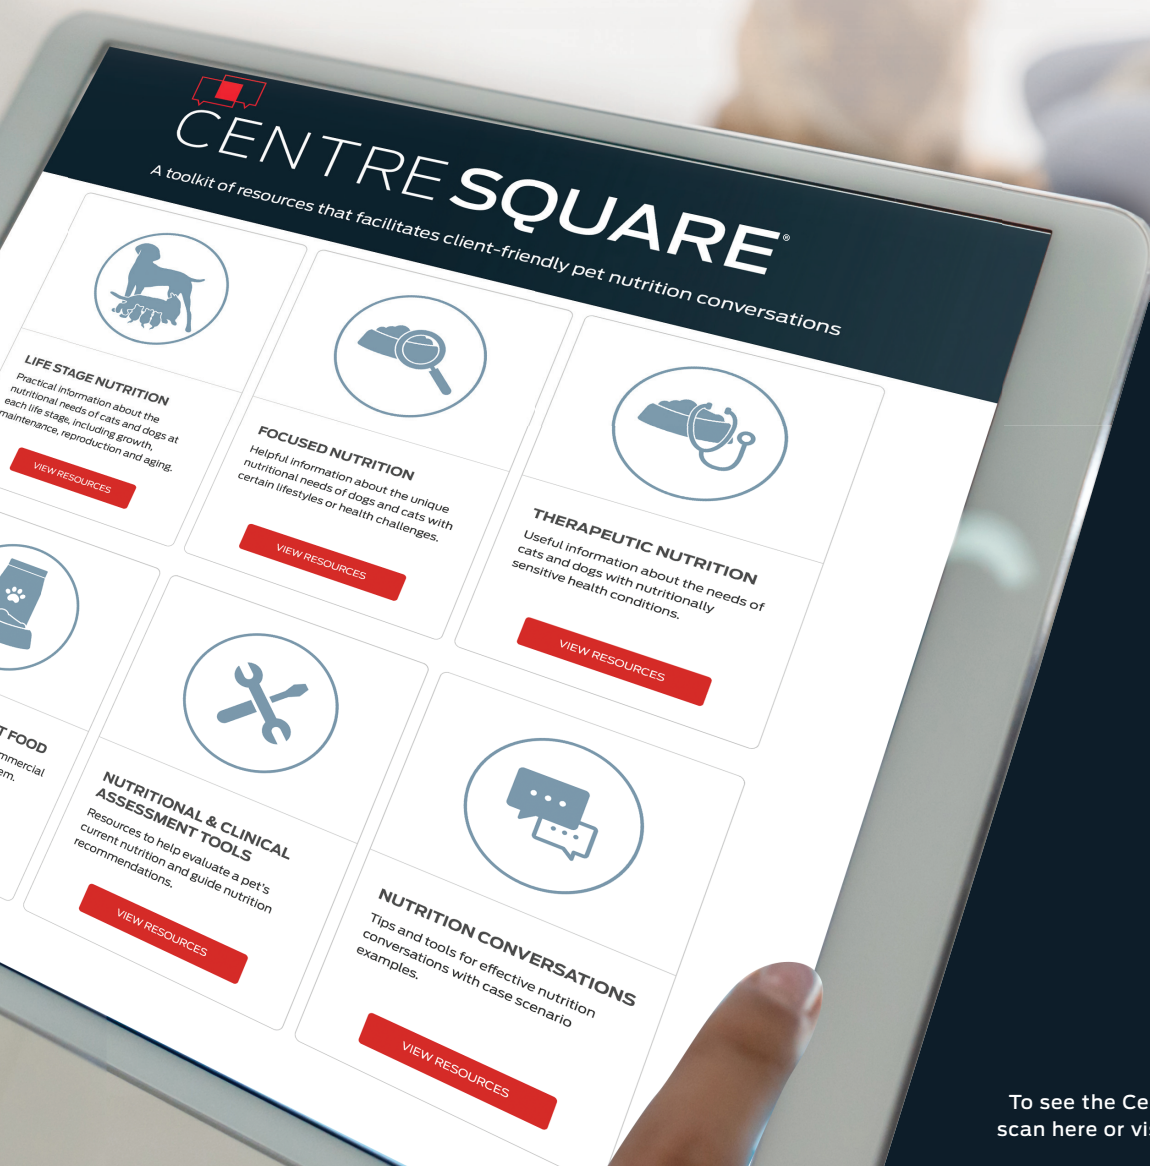 CENTRE SQUARE®
A toolkit of resources that facilitates client-friendly pet nutrition conversations
LIFE STAGE NUTRITION
Practical information about the
nutritional needs of cats and dogs at
each life stage, including growth,
maintenance, reproduction and aging.
VIEW RESOURCES
FOCUSED NUTRITION
Helpful information about the unique
nutritional needs of dogs and cats with
certain lifestyles or health challenges.
VIEW RESOURCES
THERAPEUTIC NUTRITION
Useful information about the needs of
cats and dogs with nutritionally
sensitive health conditions.
VIEW RESOURCES
FOOD
NUTRITIONAL & CLINICAL
ASSESSMENT TOOLS
Resources to help evaluate a pet's
current nutrition and guide nutrition
recommendations.
VIEW RESOURCES
NUTRITION CONVERSATIONS
Tips and tools for effective nutrition
conversations with case scenario
examples.
VIEW RESOURCES
To see the Ce
scan here or vis